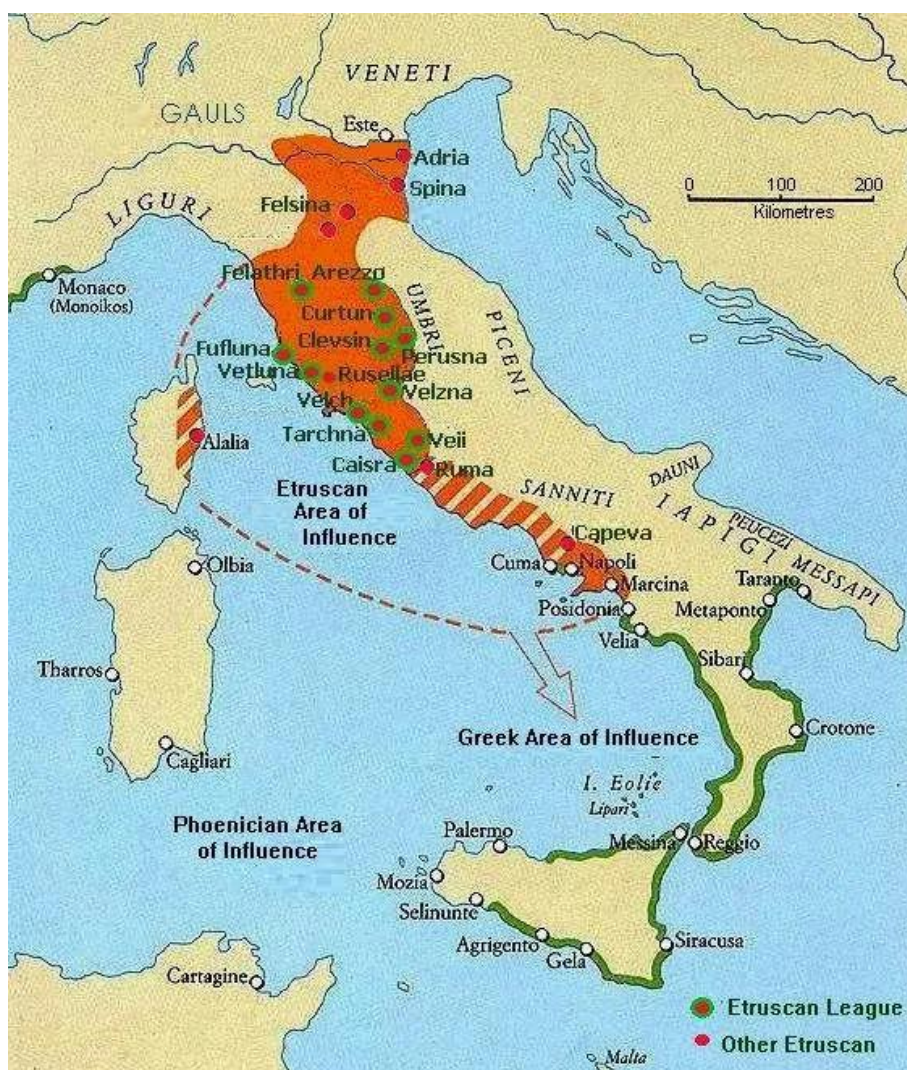 VENETI
GAULS
Este
Adria
Spina
0 100 200
Kilometres
LIGURI
Felsina
Monaco
(Monoikos)
Felathri Arezzo
UMBRI
PICENI
Curtun
Clevsin
Perusna
Fufluna
Vetluna
Rusellae
Velzna
Velch
Tarchna
Veii
Alalia
Caisra
Ruma
Etruscan
Area of
Influence
SANNITI
DAUNI
IAPIGI
PEUCEZI
MESSAPI
Capeva
Cuma
Napoli
Marcina
Taranto
Olbia
Posidonia
Metaponto
Velia
Sibari
Tharros
Greek Area of Influence
Crotone
Cagliari
I. Eolie
Lipari
Phoenician Area
of Influence
Palermo
Messina
Reggio
Mozia
Selinunte
Agrigento
Gela
Siracusa
Cartagine
Etruscan League
Other Etruscan
Malta